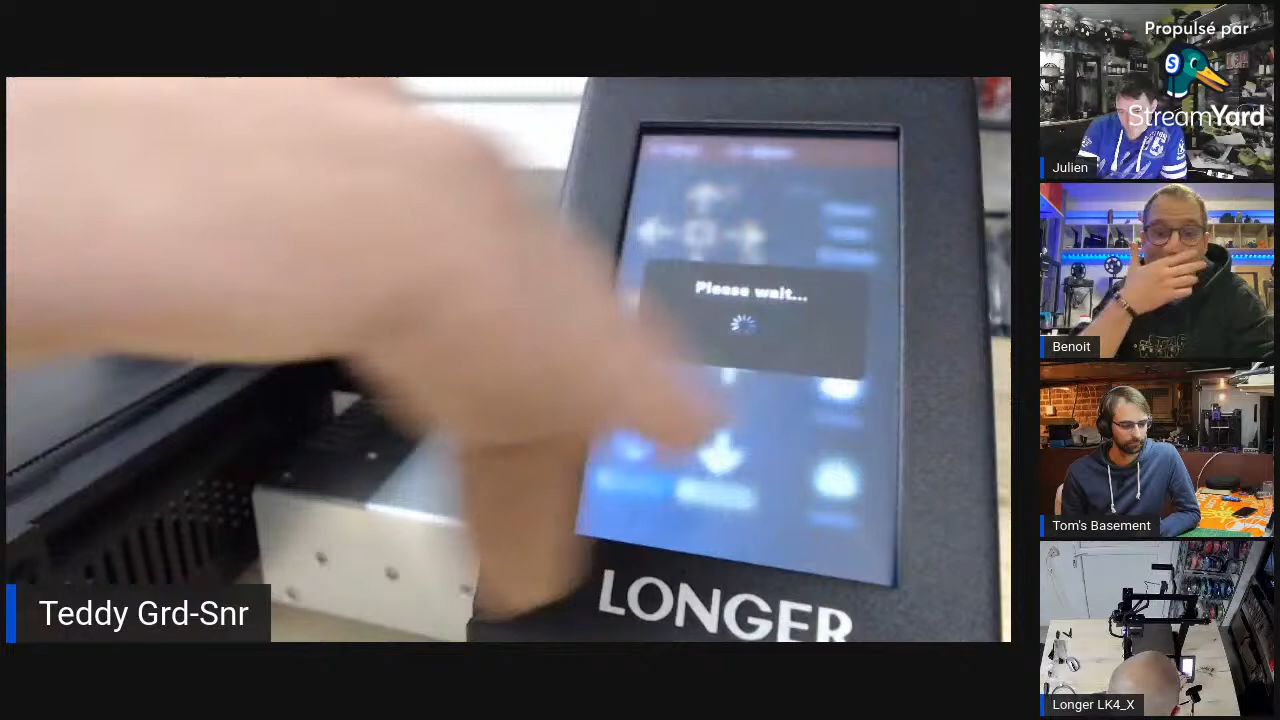 Propulsé par
StreamYard
Julien
Please wait...
Benoit
Tom's Basement
LONGER
Teddy Grd-Snr
Longer LK4_X